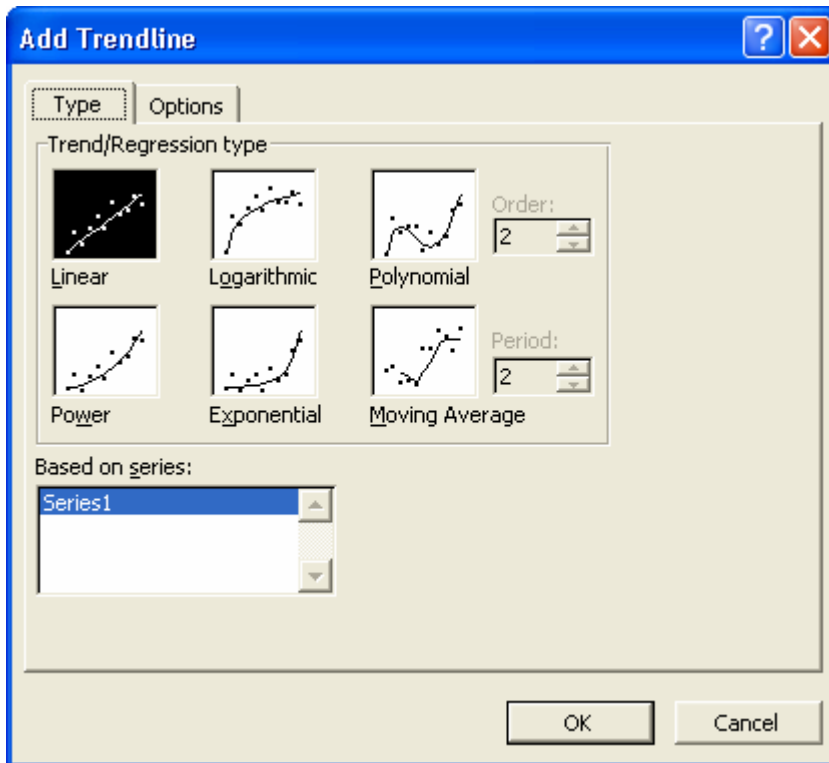 Add Trendline
?
Type Options
Trend/Regression type
Linear Logarithmic Polynomial
Order:
2
Power Exponential Moving Average
Period:
2
Based on series:
Series1
OK Cancel